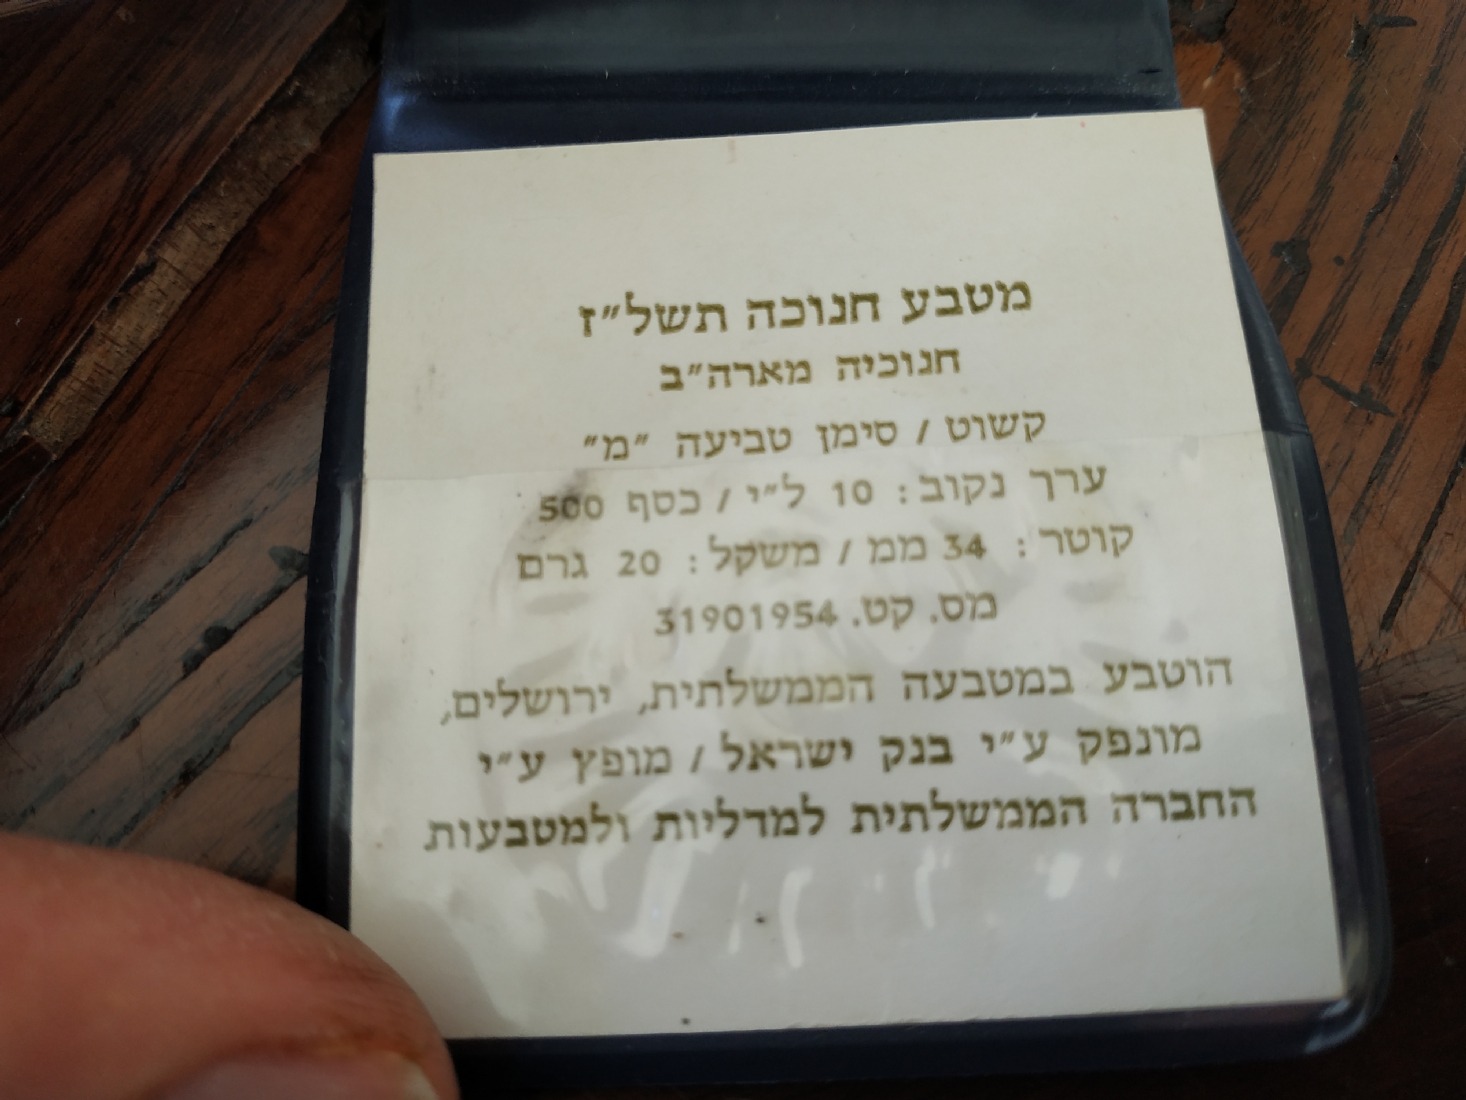 מטבע חנוכה תשל״ז
חנוכיה מארה״ב
קשוט / סימן טביעה ״מ״
ערך נקוב: 10 ל״י / כסף 500
קוטר: 34 ממ / משקל: 20 גרם
מס. קט. 31901954
הוטבע במטבעה הממשלתית, ירושלים,
מונפק ע״י בנק ישראל / מופץ ע״י
החברה הממשלתית למדליות ולמטבעות